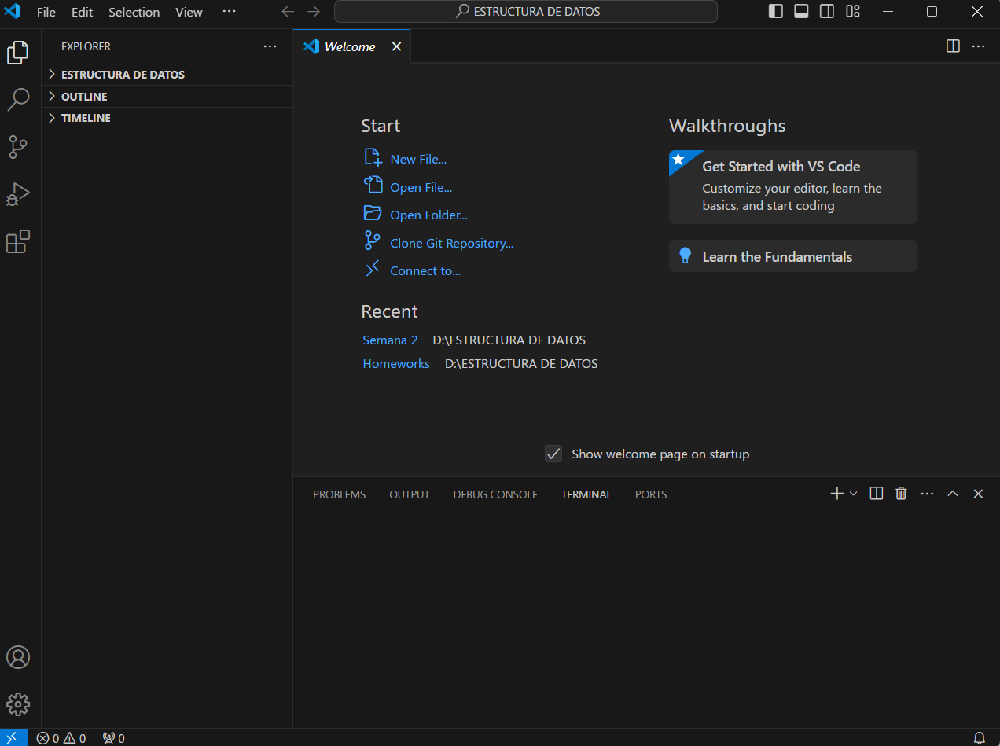 File Edit Selection View ··· ESTRUCTURA DE DATOS
EXPLORER ···
ESTRUCTURA DE DATOS
OUTLINE
TIMELINE
Welcome
Start
New File...
Open File...
Open Folder...
Clone Git Repository...
Connect to...
Recent
Semana 2 D:\ESTRUCTURA DE DATOS
Homeworks D:\ESTRUCTURA DE DATOS
Walkthroughs
Get Started with VS Code
Customize your editor, learn the
basics, and start coding
Learn the Fundamentals
Show welcome page on startup
PROBLEMS OUTPUT DEBUG CONSOLE TERMINAL PORTS
0 0 0